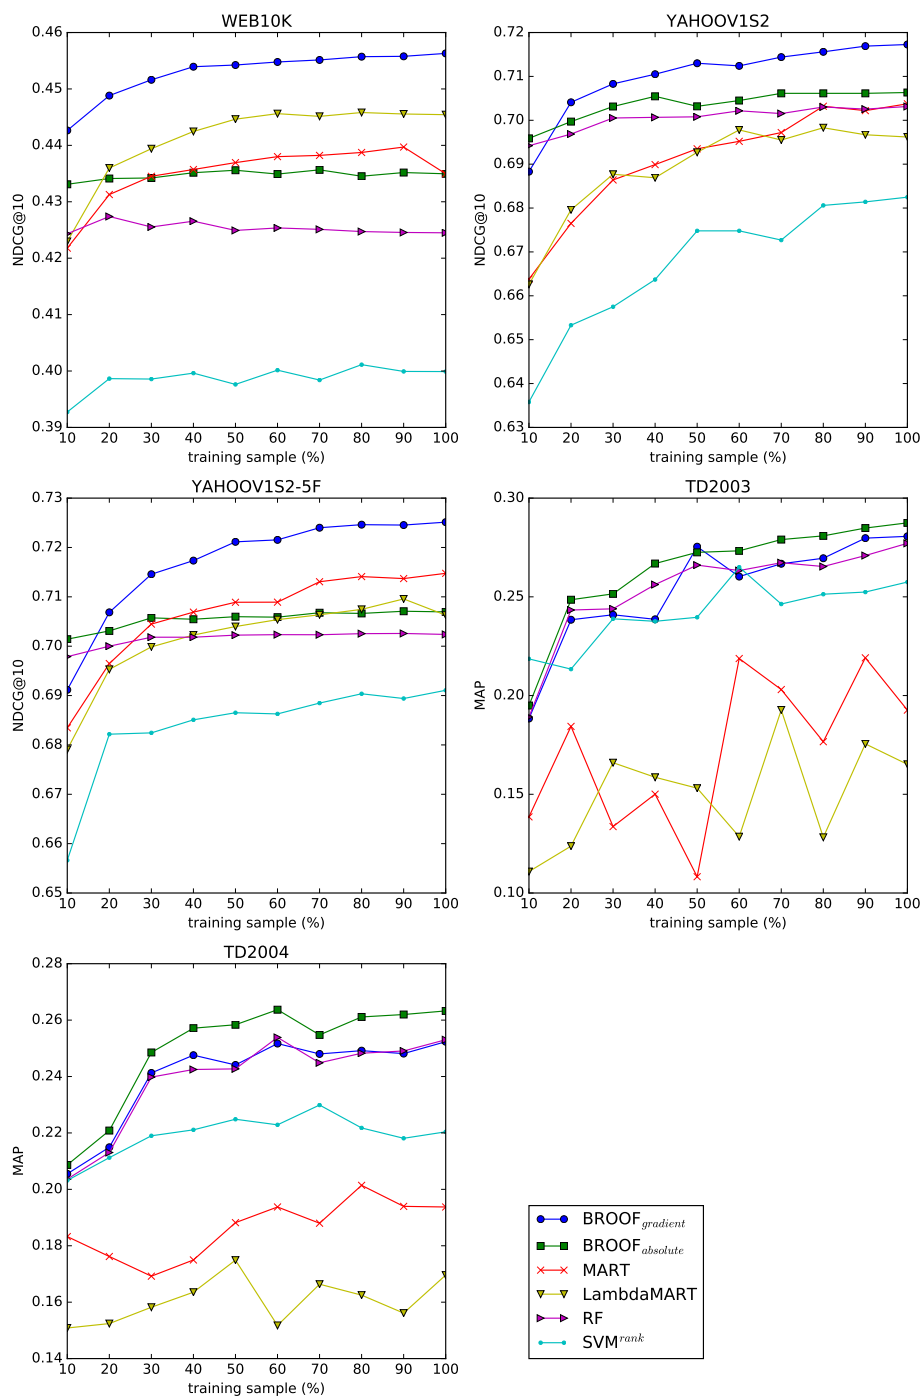 WEB10K
0.46
0.45
0.44
0.43
0.42
0.41
0.40
0.39
NDCG@10
10 20 30 40 50 60 70 80 90 100
training sample (%)
YAHOOV1S2
0.72
0.71
0.70
0.69
0.68
0.67
0.66
0.65
0.64
0.63
NDCG@10
10 20 30 40 50 60 70 80 90 100
training sample (%)
YAHOOV1S2-5F
0.73
0.72
0.71
0.70
0.69
0.68
0.67
0.66
0.65
NDCG@10
10 20 30 40 50 60 70 80 90 100
training sample (%)
TD2003
0.30
0.25
0.20
0.15
0.10
MAP
10 20 30 40 50 60 70 80 90 100
training sample (%)
TD2004
0.28
0.26
0.24
0.22
0.20
0.18
0.16
0.14
MAP
10 20 30 40 50 60 70 80 90 100
training sample (%)
BROOF gradient
BROOF absolute
MART
LambdaMART
RF
SVM rank